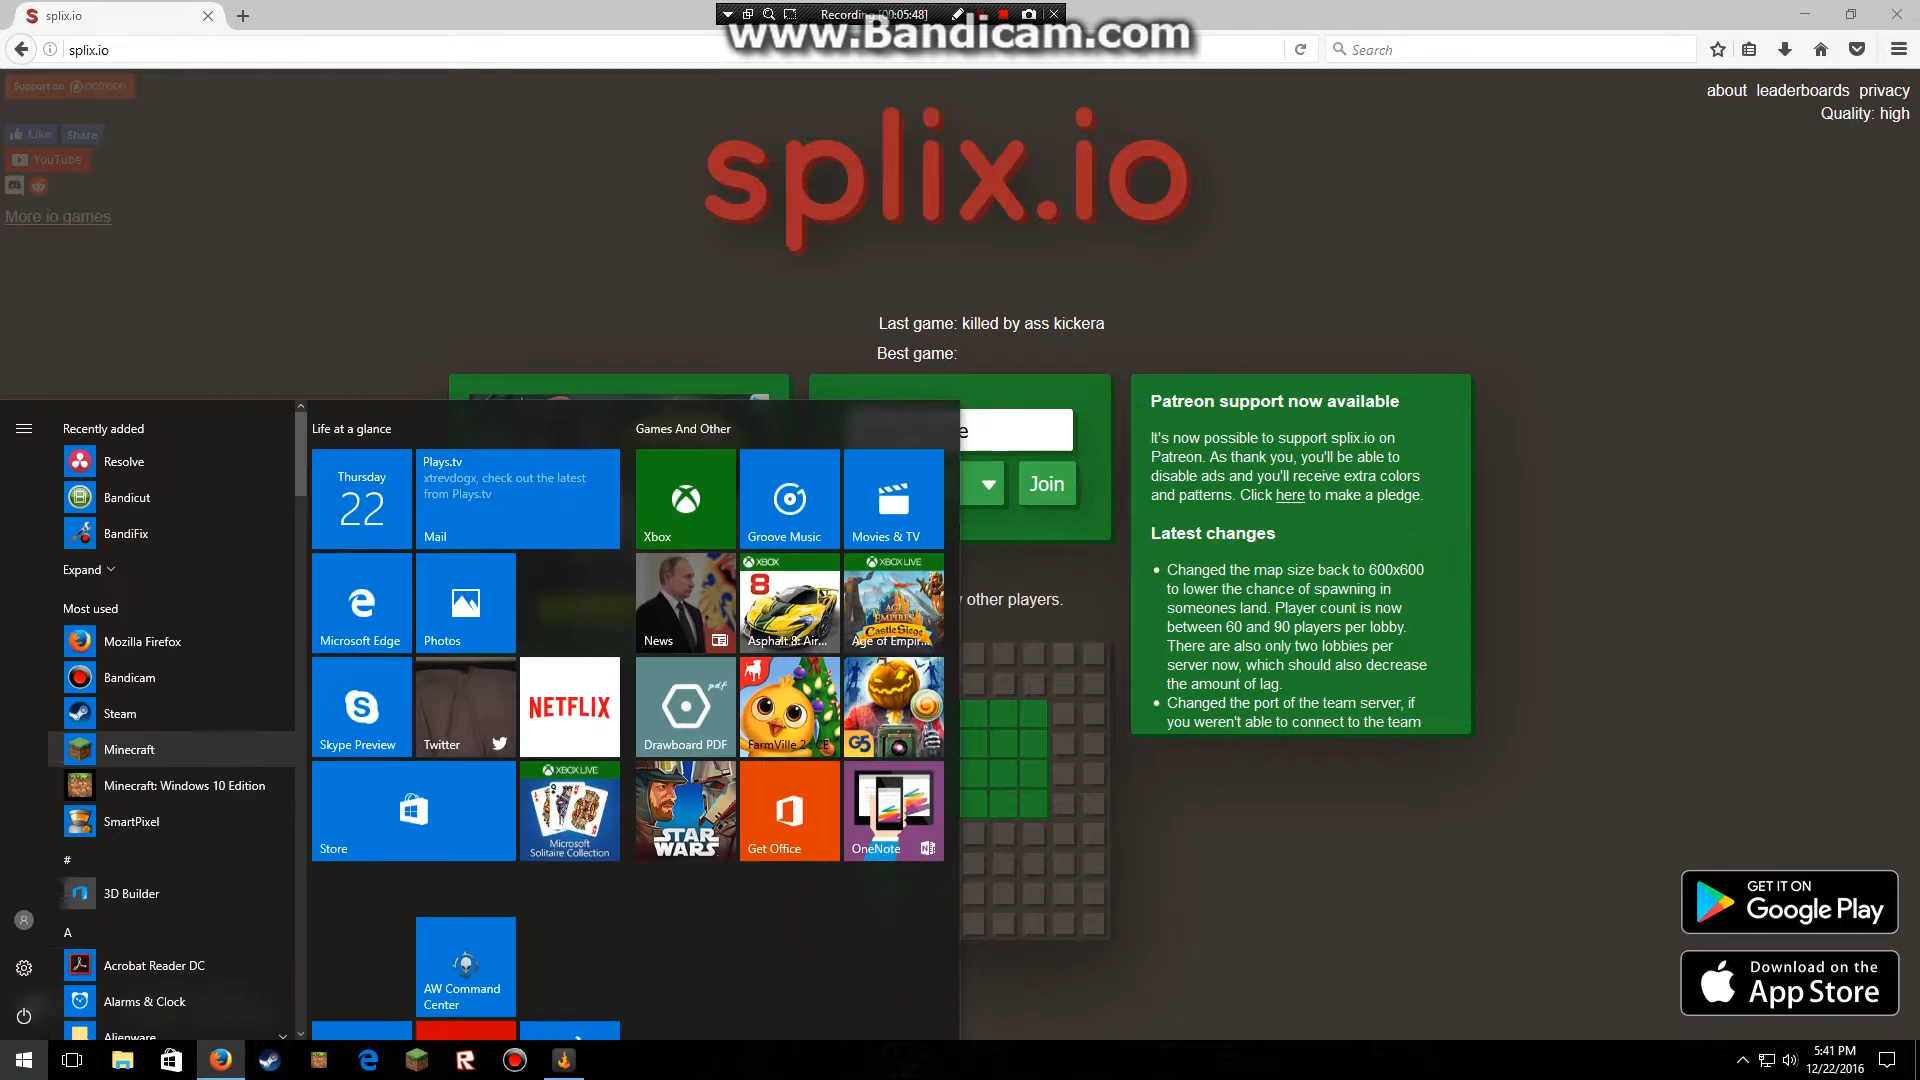 splix.io
Recording [00:05:48]
www.Bandicam.com
splix.io
Search
Support on patreon
Like Share
YouTube
More io games
about leaderboards privacy
Quality: high
splix.io
Last game: killed by ass kickera
Best game:
e
Join
y other players.
Patreon support now available
It's now possible to support splix.io on
Patreon. As thank you, you'll be able to
disable ads and you'll receive extra colors
and patterns. Click here to make a pledge.
Latest changes
Changed the map size back to 600x600
to lower the chance of spawning in
someones land. Player count is now
between 60 and 90 players per lobby.
There are also only two lobbies per
server now, which should also decrease
the amount of lag.
Changed the port of the team server, if
you weren't able to connect to the team
Recently added
Resolve
Bandicut
BandiFix
Expand
Most used
Mozilla Firefox
Bandicam
Steam
Minecraft
Minecraft: Windows 10 Edition
SmartPixel
#
3D Builder
A
Acrobat Reader DC
Alarms & Clock
Alienware
Life at a glance
Thursday
22
Plays.tv
xtrevdogx, check out the latest
from Plays.tv
Mail
Microsoft Edge
Photos
Skype Preview
Twitter
NETFLIX
Store
XBOX LIVE
Microsoft
Solitaire Collection
AW Command
Center
Games And Other
Xbox
Groove Music
Movies & TV
News
XBOX
8
Asphalt 8: Air...
XBOX LIVE
AGE OF
EMPIRES
Castle Siege
Age of Empir...
pdf
Drawboard PDF
FarmVille 2: CE
G5
STAR
WARS
Get Office
OneNote
GET IT ON
Google Play
Download on the
App Store
5:41 PM
12/22/2016